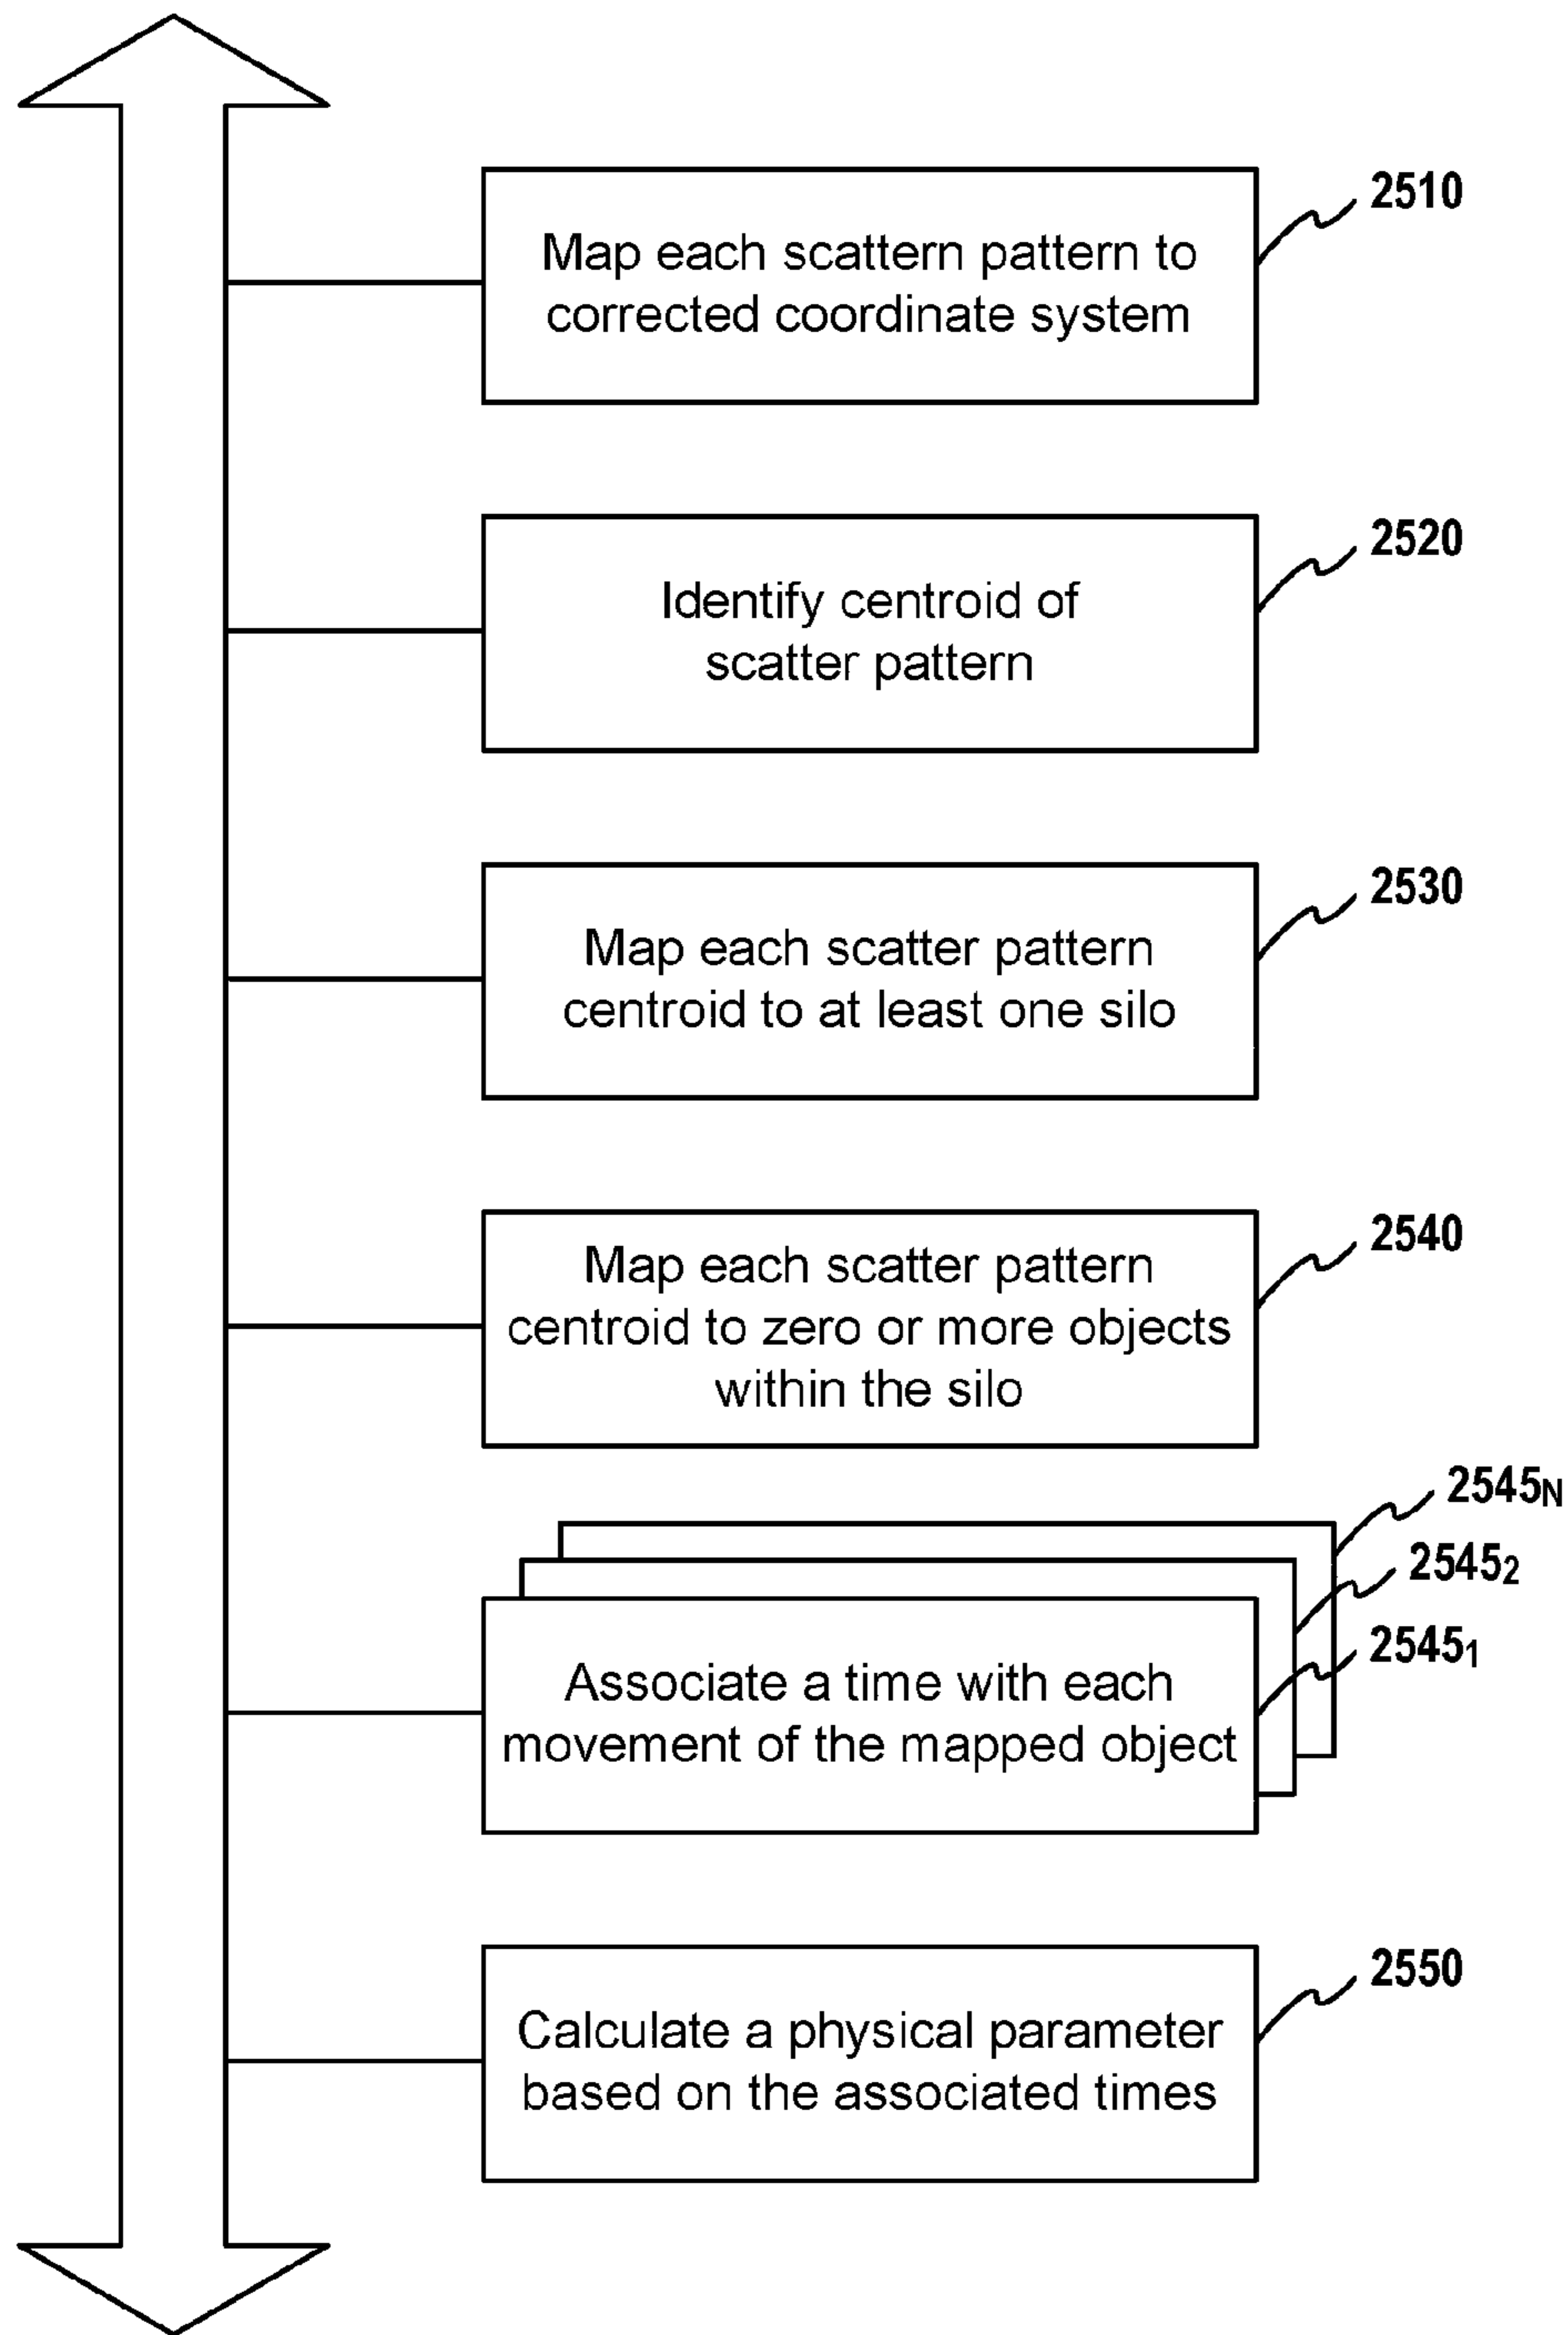 2510
Map each scattern pattern to
corrected coordinate system
2520
Identify centroid of
scatter pattern
2530
Map each scatter pattern
centroid to at least one silo
2540
Map each scatter pattern
centroid to zero or more objects
within the silo
2545N
25452
25451
Associate a time with each
movement of the mapped object
2550
Calculate a physical parameter
based on the associated times